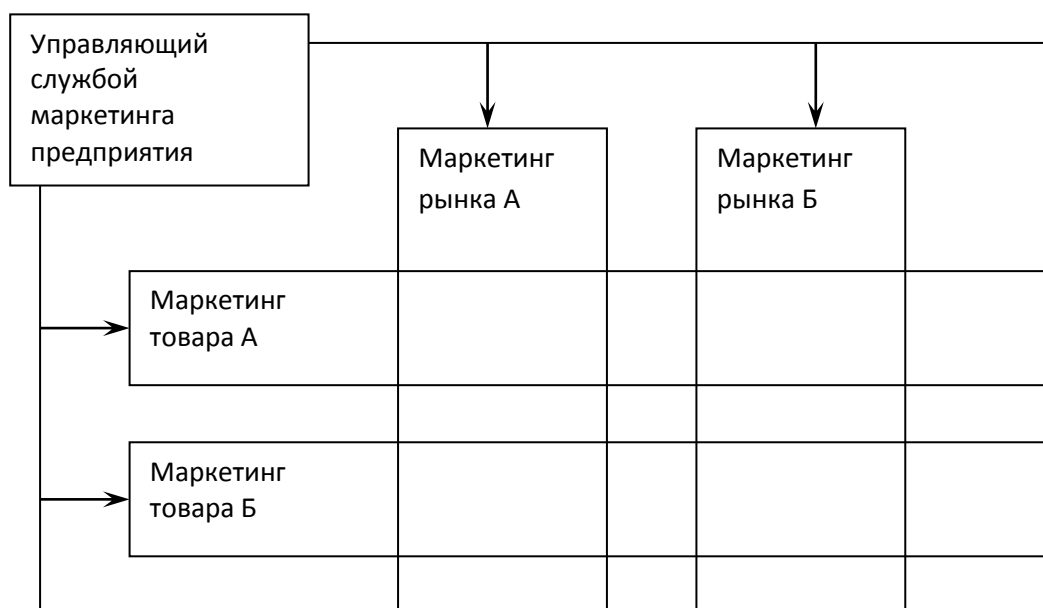 Управляющий
службой
маркетинга
предприятия
Маркетинг
рынка А
Маркетинг
рынка Б
Маркетинг
товара А
Маркетинг
товара Б